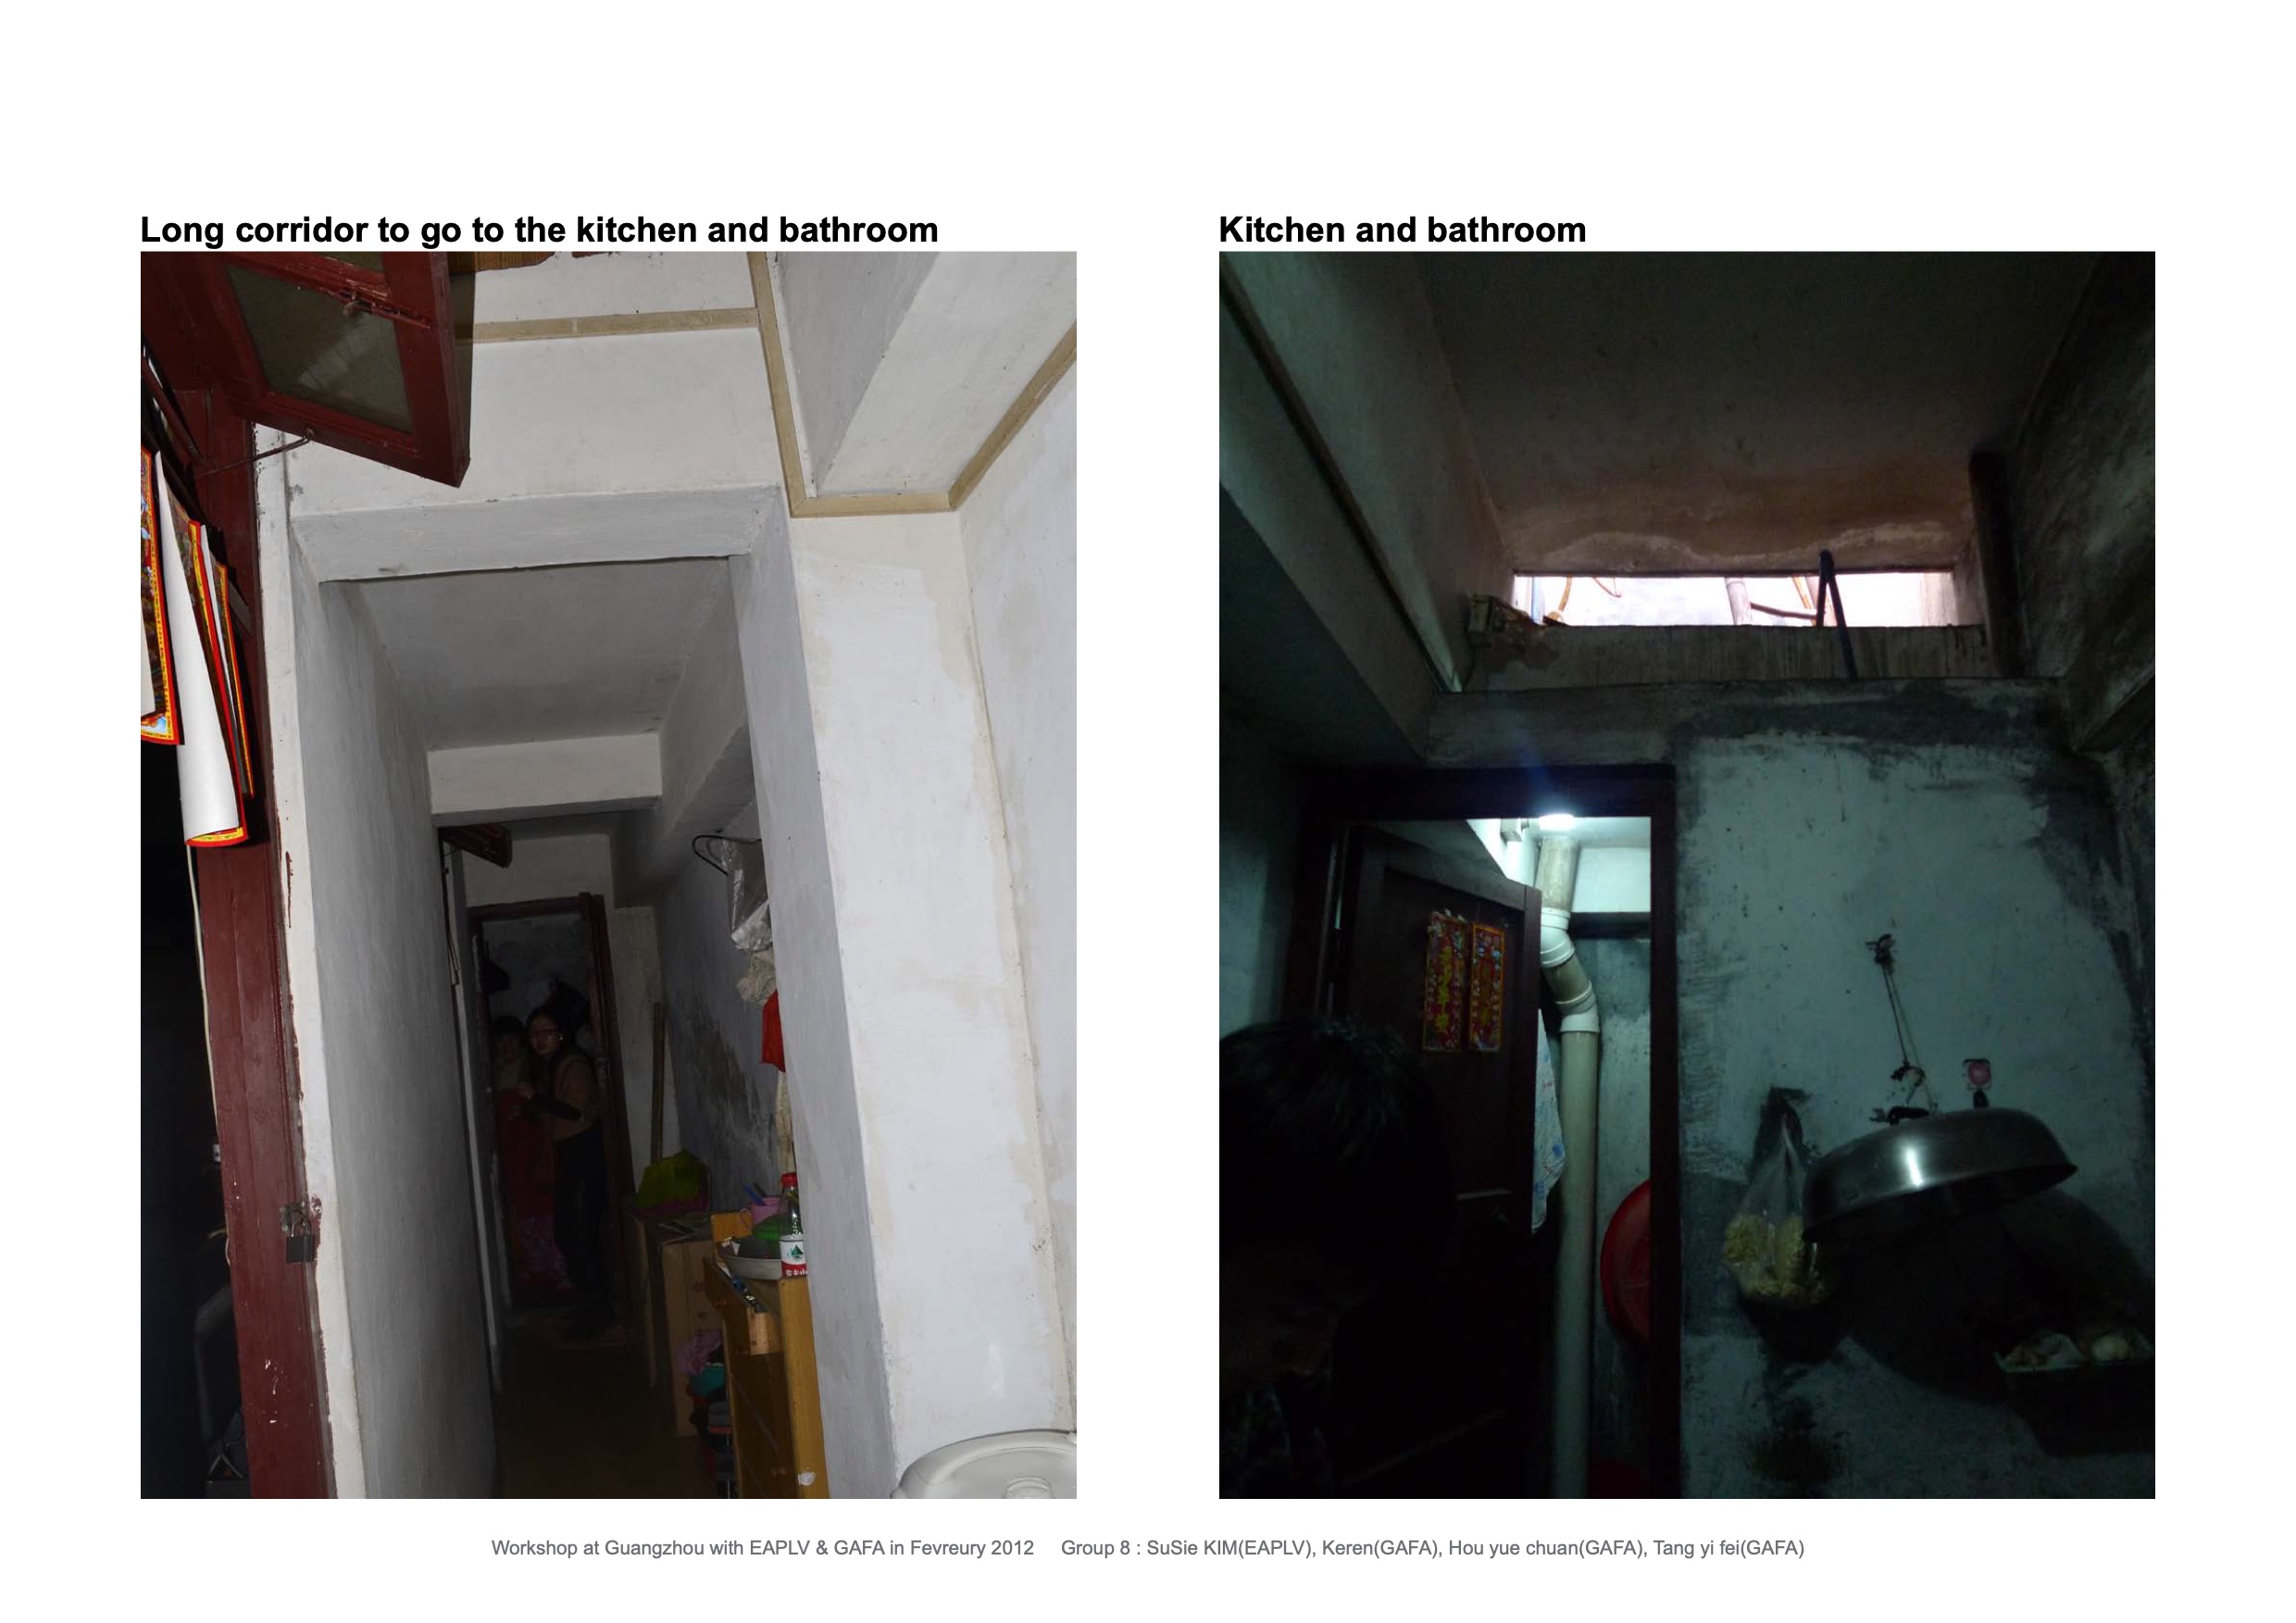 Long corridor to go to the kitchen and bathroom
Kitchen and bathroom
Workshop at Guangzhou with EAPLV & GAFA in Fevreury 2012 Group 8 : SuSie KIM(EAPLV), Keren(GAFA), Hou yue chuan(GAFA), Tang yi fei(GAFA)